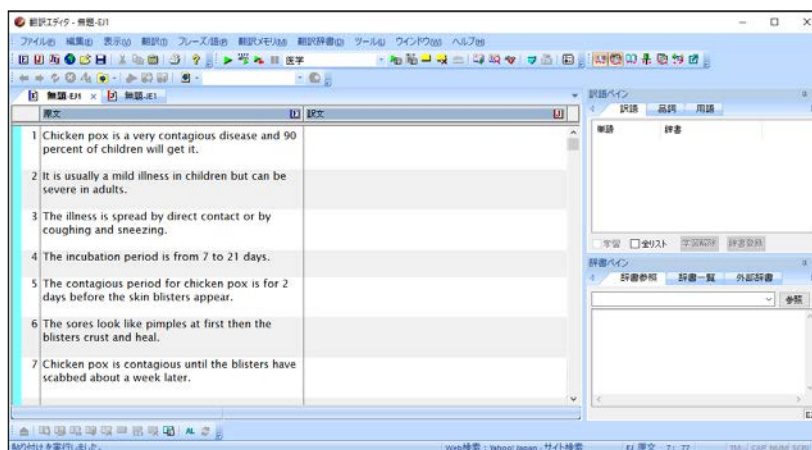 翻訳エディタ - 無題-EJ1
ファイル(F) 編集(E) 表示(V) 翻訳(T) フレーズ/語(P) 翻訳メモリ(M) 翻訳辞書(D) ツール(L) ウインドウ(W) ヘルプ(H)
医学
無題-EJ1 × 無題-JE1
原文 訳文
1 Chicken pox is a very contagious disease and 90
percent of children will get it.
2 It is usually a mild illness in children but can be
severe in adults.
3 The illness is spread by direct contact or by
coughing and sneezing.
4 The incubation period is from 7 to 21 days.
5 The contagious period for chicken pox is for 2
days before the skin blisters appear.
6 The sores look like pimples at first then the
blisters crust and heal.
7 Chicken pox is contagious until the blisters have
scabbed about a week later.
訳語ペイン
訳語 品詞 用語
単語 辞書
学習 全リスト 学習解除 辞書登録
辞書ペイン
辞書参照 辞書一覧 外部辞書
参照
貼り付けを実行しました。 Web検索 : Yahoo! Japan - サイト検索 EJ 原文 7 : 77